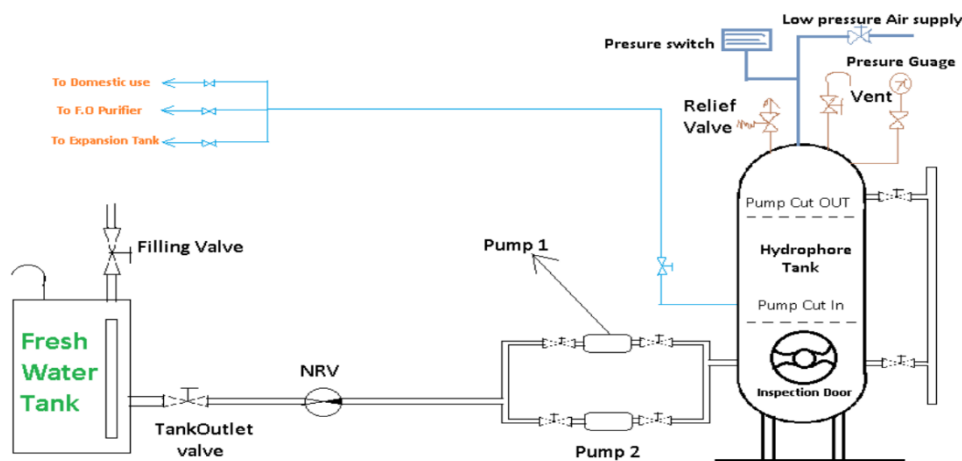 Low pressure Air supply
Presure switch
Presure Guage
To Domestic use
Vent
To F.O Purifier
Relief
Valve
To Expansion Tank
Pump Cut OUT
Filling Valve
Pump 1
Hydrophore
Tank
Pump Cut In
Fresh
Water
Tank
NRV
Inspection Door
TankOutlet
valve
Pump 2